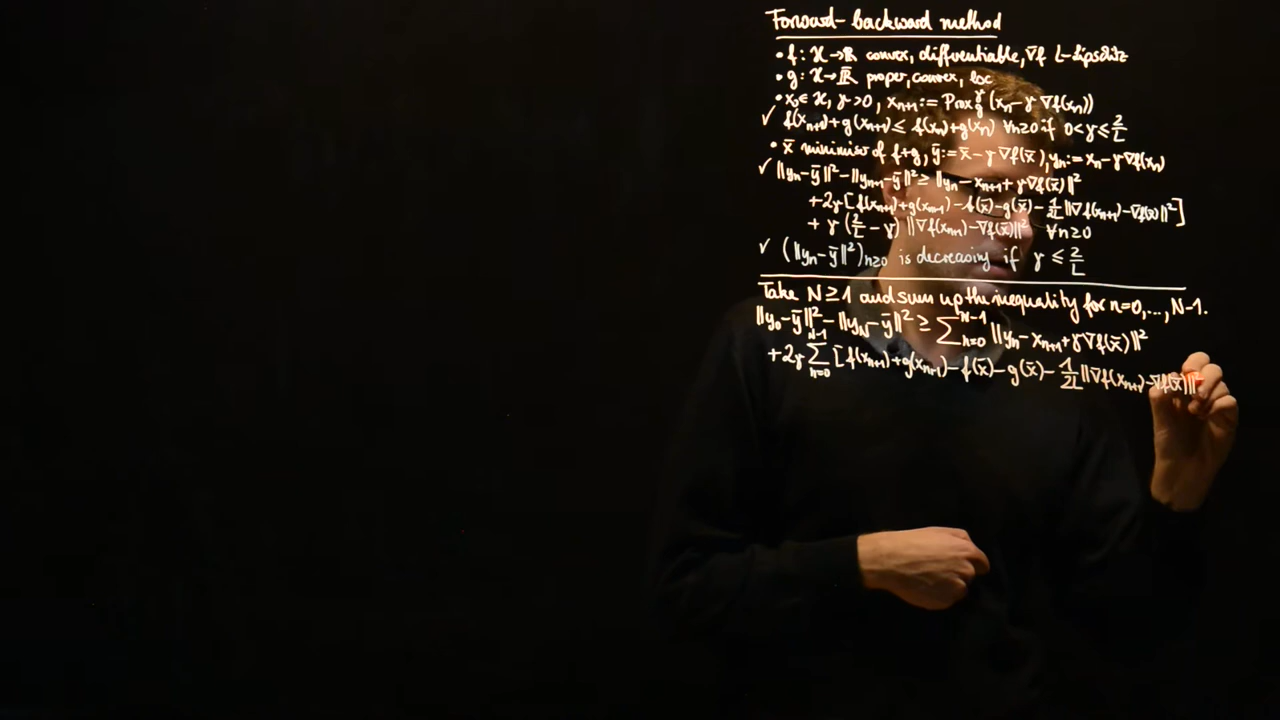 Forward-backward method
• f: ℋ→ℝ convex, differentiable, ∇f L-Lipschitz
• g: ℋ→ℝ̄ proper, convex, lsc
• x₀∈ℋ, γ>0, xₙ₊₁ := Prox_g^γ (xₙ-γ∇f(xₙ))
✓ f(xₙ₊₁)+g(xₙ₊₁) ≤ f(xₙ)+g(xₙ) ∀n≥0 if 0<γ≤2/L
• x̄ minimiser of f+g, ȳ := x̄-γ∇f(x̄), yₙ := xₙ-γ∇f(xₙ)
✓ ‖yₙ-ȳ‖²-‖yₙ₊₁-ȳ‖² ≥ ‖yₙ-xₙ₊₁+γ∇f(x̄)‖²
+2γ[f(xₙ₊₁)+g(xₙ₊₁)-f(x̄)-g(x̄)-1/2L‖∇f(xₙ₊₁)-∇f(x̄)‖²]
+γ(2/L-γ)‖∇f(xₙ₊₁)-∇f(x̄)‖² ∀n≥0
✓ (‖yₙ-ȳ‖²)ₙ≥₀ is decreasing if γ≤2/L
Take N≥1 and sum up the inequality for n=0,...,N-1.
‖y₀-ȳ‖²-‖y_N-ȳ‖² ≥ ∑ₙ₌₀^{N-1} ‖yₙ-xₙ₊₁+γ∇f(x̄)‖²
+2γ∑ₙ₌₀^{N-1} [f(xₙ₊₁)+g(xₙ₊₁)-f(x̄)-g(x̄)-1/2L‖∇f(xₙ₊₁)-∇f(x̄)‖²